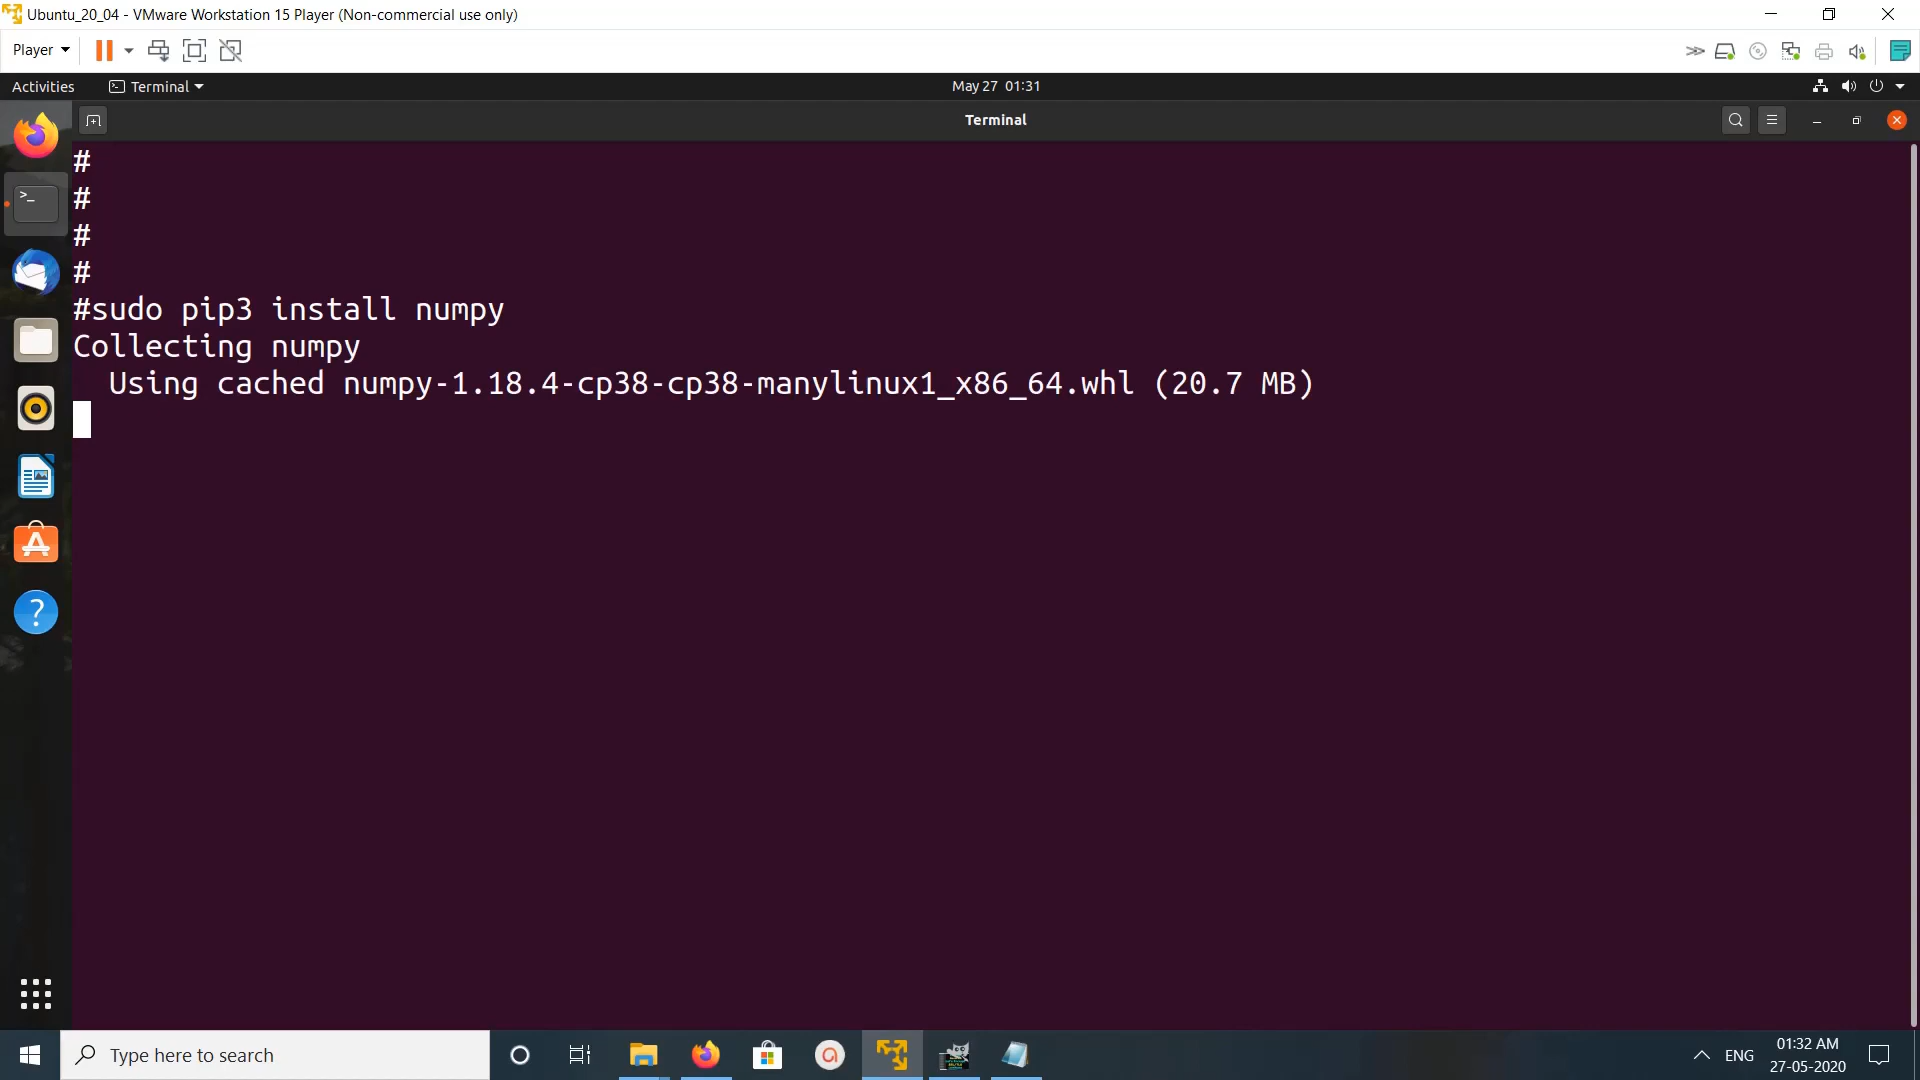 Ubuntu_20_04 - VMware Workstation 15 Player (Non-commercial use only)
Player
Activities
Terminal
May 27 01:31
Terminal
#
#
#
#
#sudo pip3 install numpy
Collecting numpy
Using cached numpy-1.18.4-cp38-cp38-manylinux1_x86_64.whl (20.7 MB)
Type here to search
ENG
01:32 AM
27-05-2020